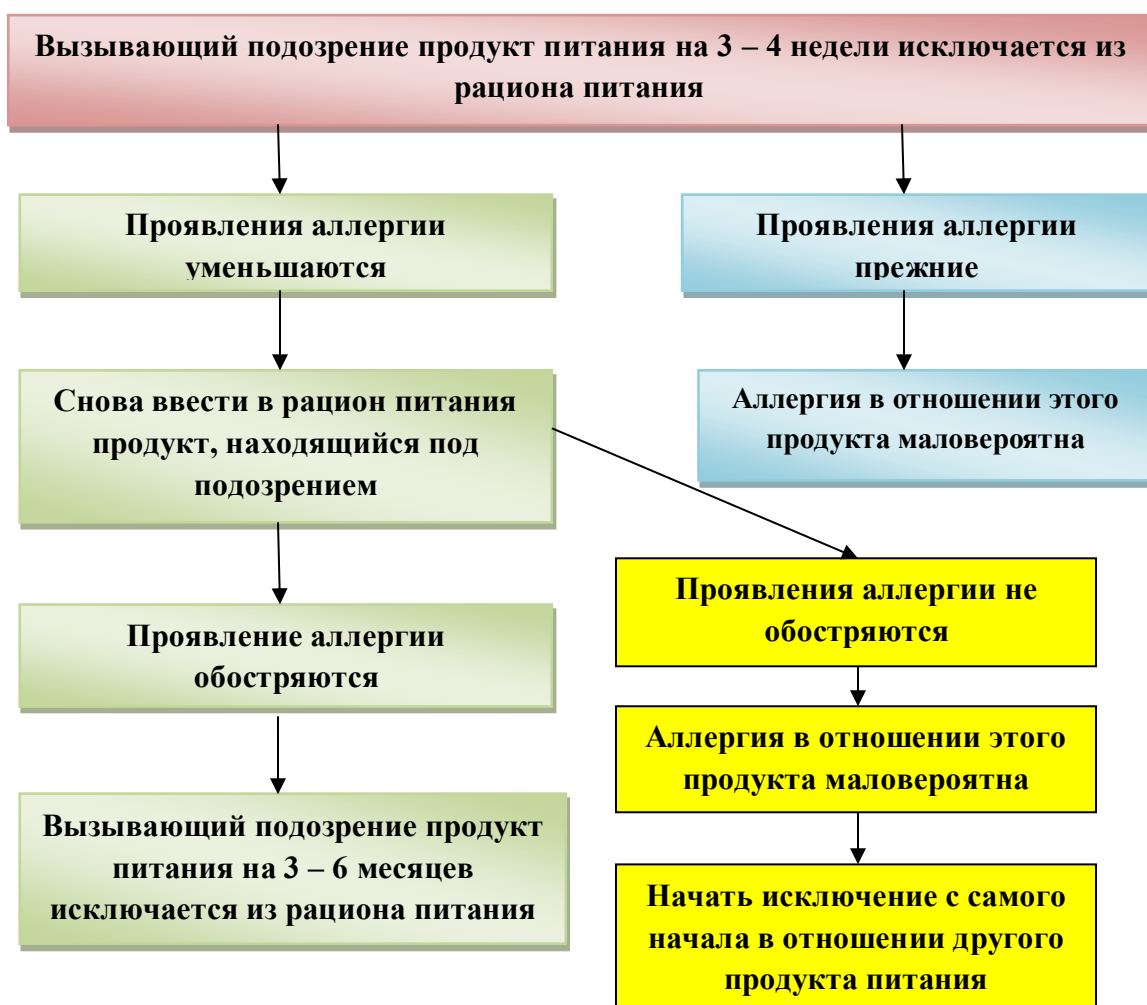 Вызывающий подозрение продукт питания на 3 – 4 недели исключается из
рациона питания
Проявления аллергии
уменьшаются
Проявления аллергии
прежние
Снова ввести в рацион питания
продукт, находящийся под
подозрением
Аллергия в отношении этого
продукта маловероятна
Проявления аллергии не
обостряются
Проявление аллергии
обостряются
Аллергия в отношении этого
продукта маловероятна
Вызывающий подозрение продукт
питания на 3 – 6 месяцев
исключается из рациона питания
Начать исключение с самого
начала в отношении другого
продукта питания